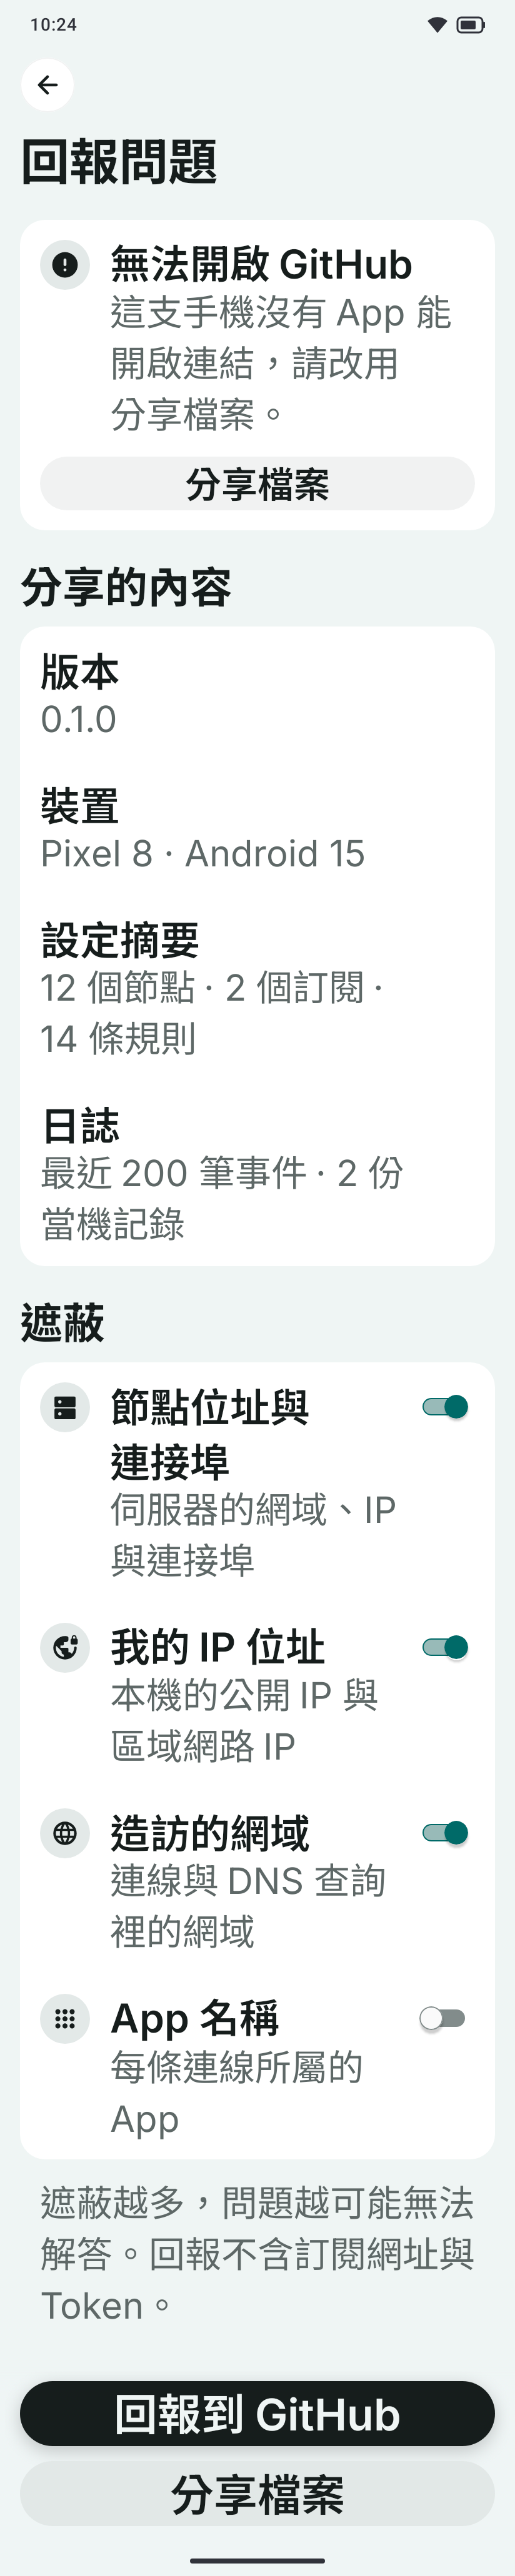 10:24
回報問題
無法開啟 GitHub
這支手機沒有 App 能
開啟連結，請改用
分享檔案。
分享檔案
分享的內容
版本
0.1.0
裝置
Pixel 8 · Android 15
設定摘要
12 個節點 · 2 個訂閱 ·
14 條規則
日誌
最近 200 筆事件 · 2 份
當機記錄
遮蔽
節點位址與
連接埠
伺服器的網域、IP
與連接埠
我的 IP 位址
本機的公開 IP 與
區域網路 IP
造訪的網域
連線與 DNS 查詢
裡的網域
App 名稱
每條連線所屬的
App
遮蔽越多，問題越可能無法
解答。回報不含訂閱網址與
Token。
回報到 GitHub
分享檔案